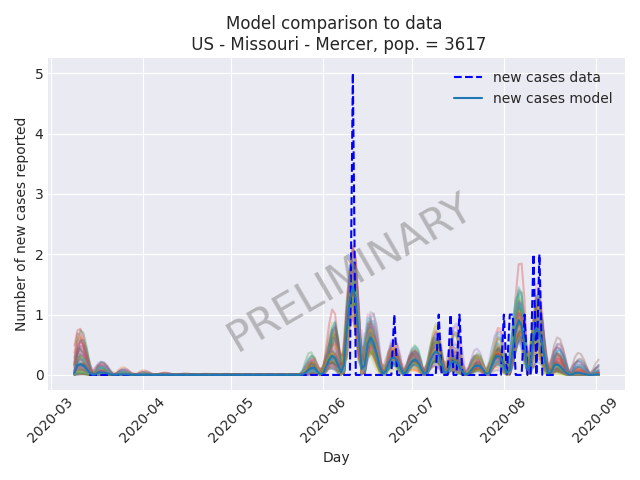 Model comparison to data
US - Missouri - Mercer, pop. = 3617
new cases data
new cases model
PRELIMINARY
Number of new cases reported
5
4
3
2
1
0
2020-03
2020-04
2020-05
2020-06
2020-07
2020-08
2020-09
Day